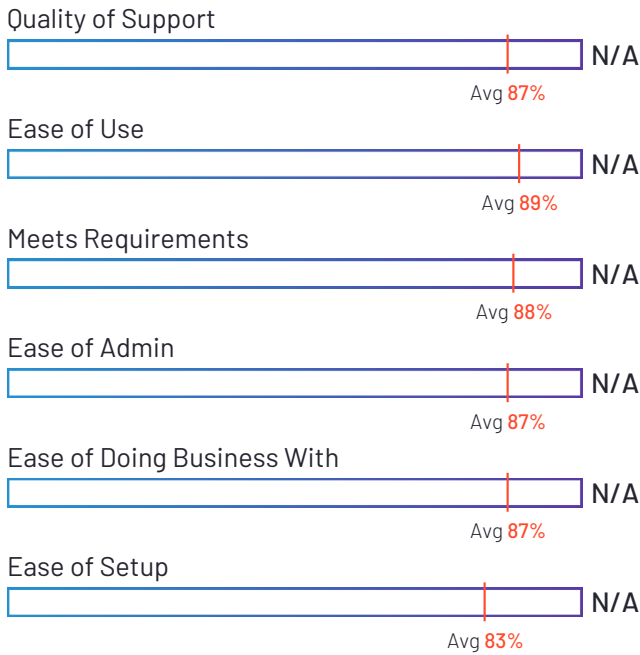 Quality of Support
N/A
Avg 87%
Ease of Use
N/A
Avg 89%
Meets Requirements
N/A
Avg 88%
Ease of Admin
N/A
Avg 87%
Ease of Doing Business With
N/A
Avg 87%
Ease of Setup
N/A
Avg 83%